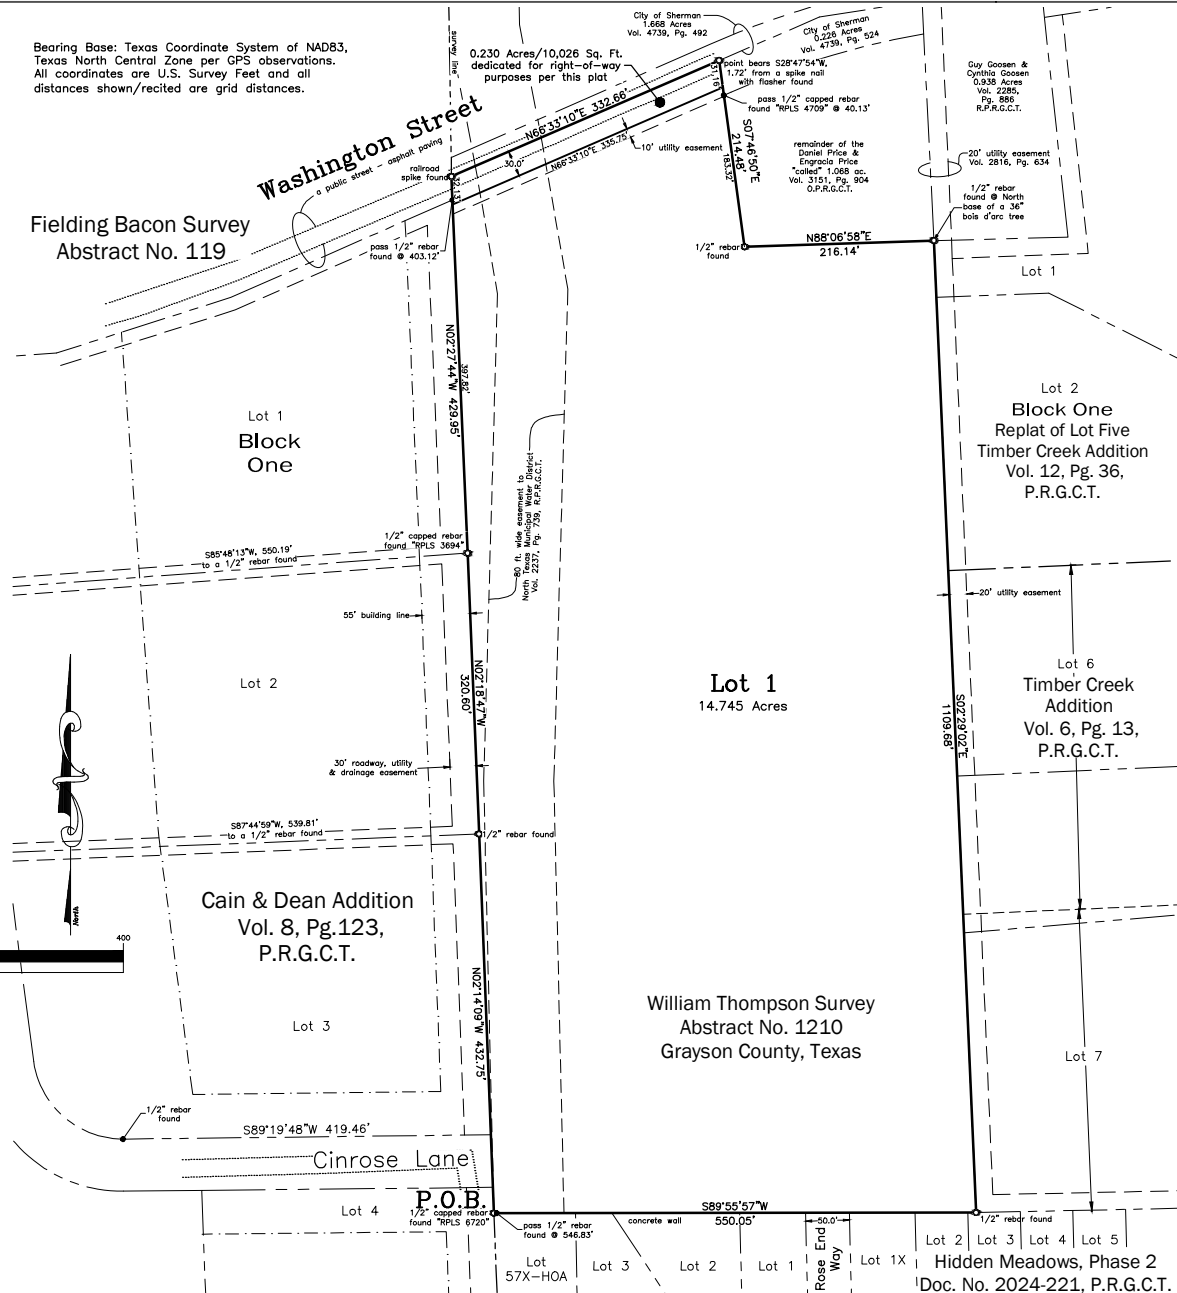 Bearing Base: Texas Coordinate System of NAD83,
Texas North Central Zone per GPS observations.
All coordinates are U.S. Survey Feet and all
distances shown/recited are grid distances.
survey line
City of Sherman
1.668 Acres
Vol. 4739, Pg. 492
City of Sherman
0.226 Acres
Vol. 4739, Pg. 524
0.230 Acres/10,026 Sq. Ft.
dedicated for right-of-way
purposes per this plat
point bears S28°47'54"W,
1.72' from a spike nail
with flasher found
Guy Goosen &
Cynthia Goosen
0.938 Acres
Vol. 2285,
Pg. 886
R.P.R.G.C.T.
31.16'
pass 1/2" capped rebar
found "RPLS 4709" @ 40.13'
Washington Street
a public street - asphalt paving
N66°33'10"E 332.66'
N66°33'10"E 335.75'
30.0'
10' utility easement
S07°46'50"E
214.48'
183.32'
remainder of the
Daniel Price &
Engracia Price
"called" 1.068 ac.
Vol. 3151, Pg. 904
O.P.R.G.C.T.
20' utility easement
Vol. 2816, Pg. 634
railroad
spike found
32.13'
1/2" rebar
found @ North
base of a 36"
bois d'arc tree
Fielding Bacon Survey
Abstract No. 119
pass 1/2" rebar
found @ 403.12'
1/2" rebar
found
N88°06'58"E
216.14'
Lot 1
N02°27'44"W 429.95'
397.82'
Lot 1
Block
One
Lot 2
Block One
Replat of Lot Five
Timber Creek Addition
Vol. 12, Pg. 36,
P.R.G.C.T.
80 ft. wide easement to
North Texas Municipal Water District
Vol. 2237, Pg. 739, R.P.R.G.C.T.
1/2" capped rebar
found "RPLS 3694"
S85°48'13"W, 550.19'
to a 1/2" rebar found
55' building line
20' utility easement
Lot 2
N02°18'47"W
320.60'
Lot 1
14.745 Acres
S02°29'02"E
1109.68'
Lot 6
Timber Creek
Addition
Vol. 6, Pg. 13,
P.R.G.C.T.
30' roadway, utility
& drainage easement
S87°44'59"W, 539.81'
to a 1/2" rebar found
1/2" rebar found
North
400
Cain & Dean Addition
Vol. 8, Pg.123,
P.R.G.C.T.
N02°14'09"W 432.75'
William Thompson Survey
Abstract No. 1210
Grayson County, Texas
Lot 3
Lot 7
1/2" rebar
found
S89°19'48"W 419.46'
Cinrose Lane
P.O.B.
1/2" capped rebar
found "RPLS 6720"
Lot 4
pass 1/2" rebar
found @ 546.83'
concrete wall
S89°55'57"W
550.05'
50.0'
1/2" rebar found
Lot
57X-HOA
Lot 3
Lot 2
Lot 1
Rose End
Way
Lot 1X
Lot 2
Lot 3
Lot 4
Lot 5
Hidden Meadows, Phase 2
Doc. No. 2024-221, P.R.G.C.T.